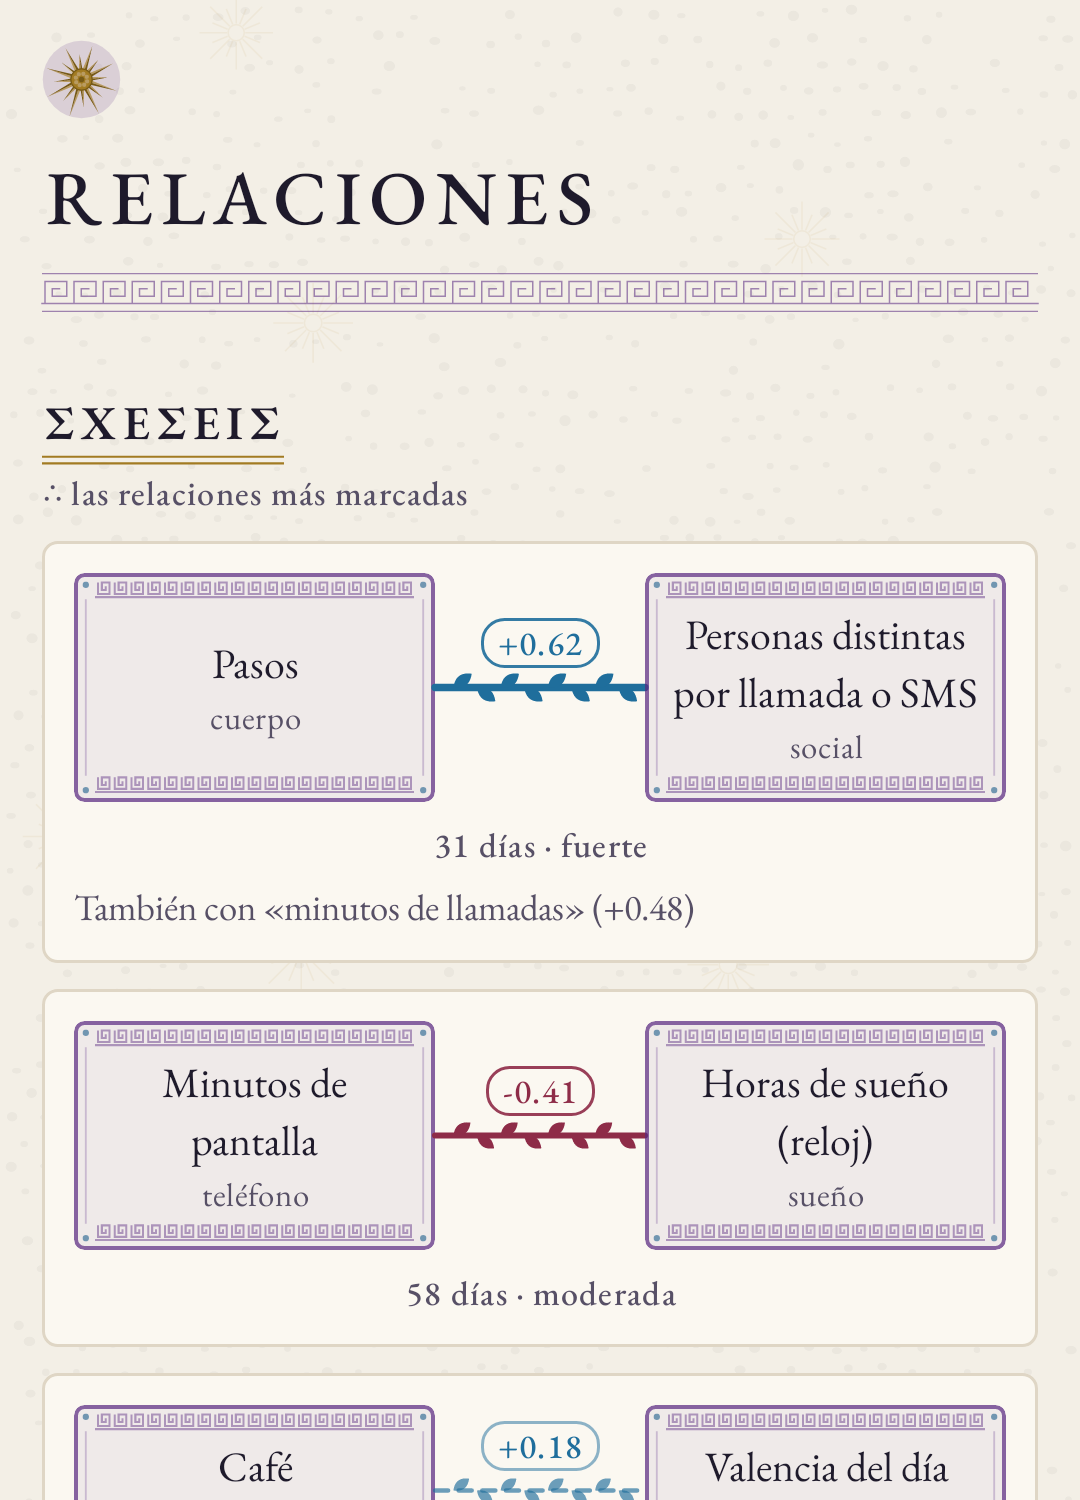 RELACIONES
ΣΧΕΣΕΙΣ
∴ las relaciones más marcadas
Pasos
cuerpo
+0.62
Personas distintas
por llamada o SMS
social
31 días · fuerte
También con «minutos de llamadas» (+0.48)
Minutos de
pantalla
teléfono
-0.41
Horas de sueño
(reloj)
sueño
58 días · moderada
Café
+0.18
Valencia del día